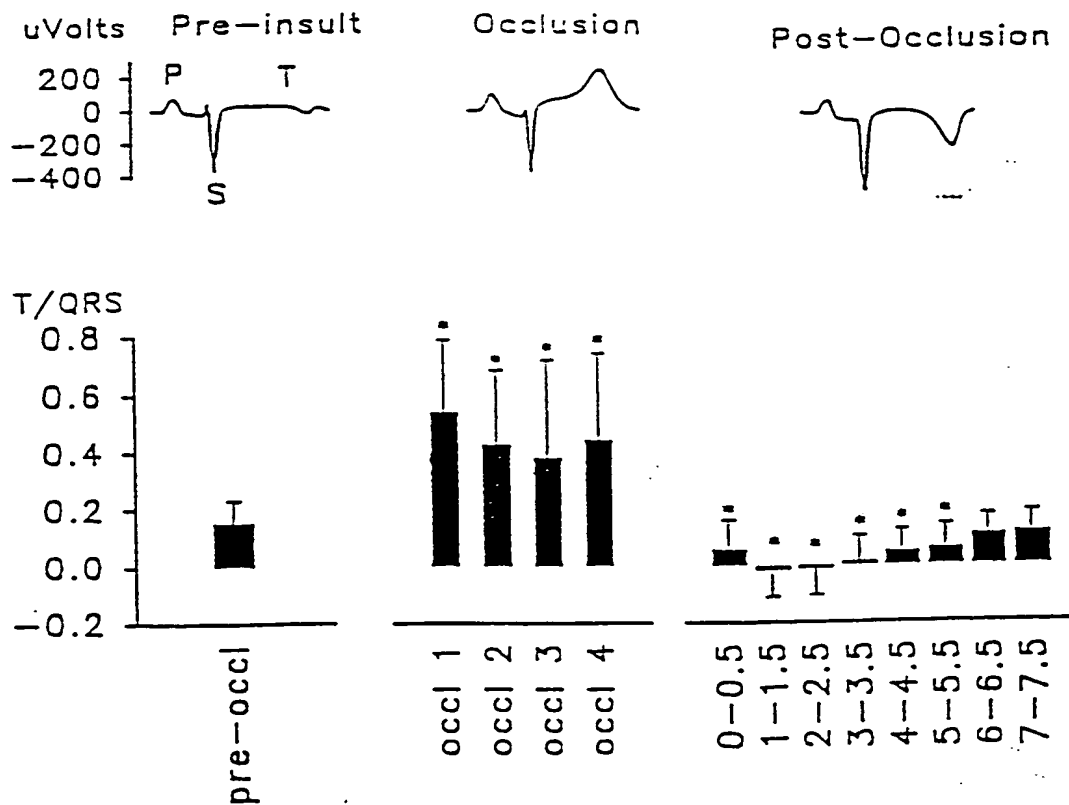 uVolts Pre-insult Occlusion Post-Occlusion
200
0
-200
-400
P
T
S
T/QRS
0.8
0.6
0.4
0.2
0.0
-0.2
* * * *
* * * * * *
pre-occl
occl 1
occl 2
occl 3
occl 4
0-0.5
1-1.5
2-2.5
3-3.5
4-4.5
5-5.5
6-6.5
7-7.5